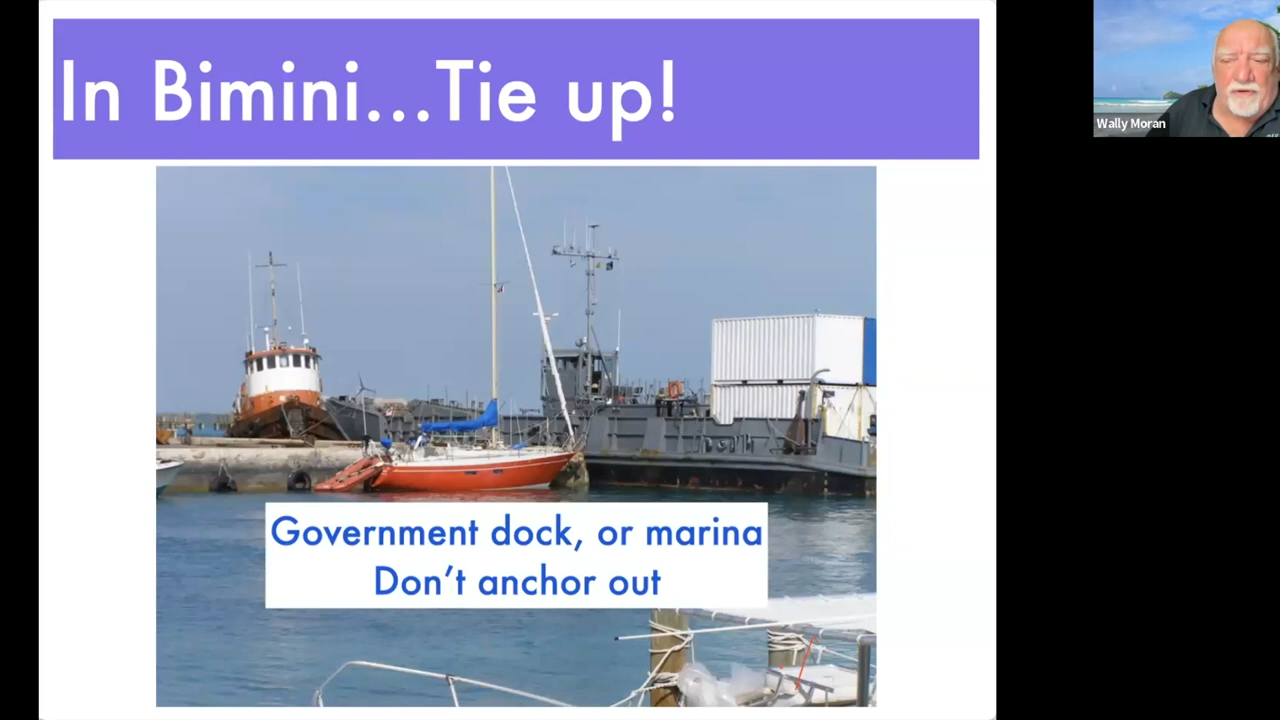 In Bimini...Tie up!
Wally Moran
Government dock, or marina
Don't anchor out